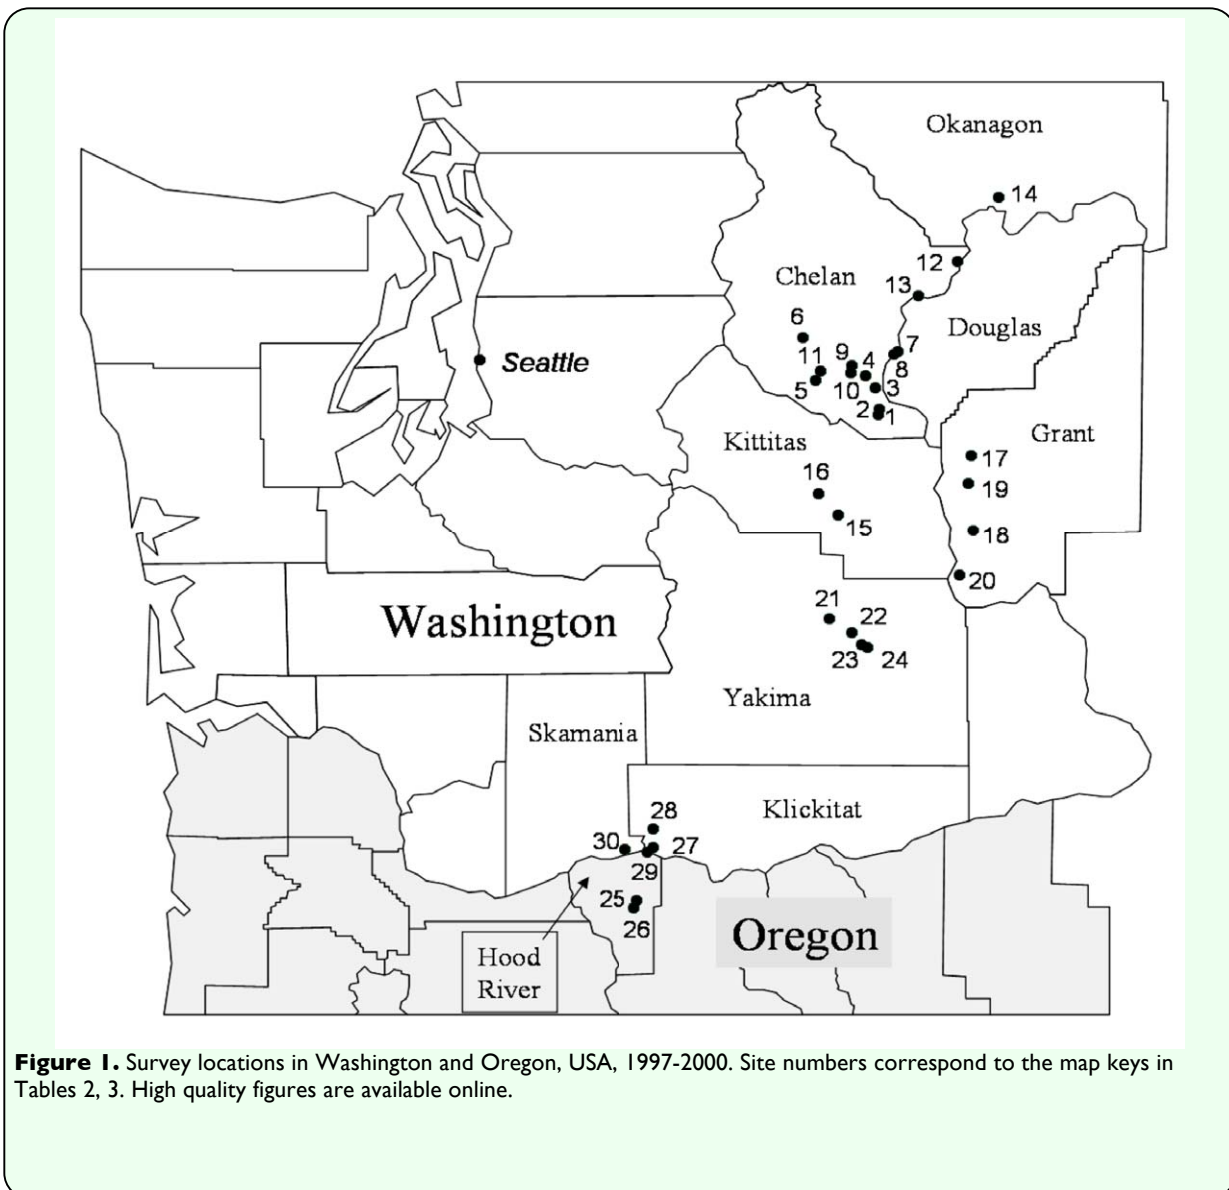 Okanagon
14
12
Chelan
13
6
Douglas
9
4
7
11
8
Seattle
5
10
3
2
1
Kittitas
Grant
17
16
19
15
18
20
21
22
Washington
23
24
Yakima
Skamania
28
Klickitat
30
27
29
25
26
Oregon
Hood
River
Figure 1. Survey locations in Washington and Oregon, USA, 1997-2000. Site numbers correspond to the map keys in
Tables 2, 3. High quality figures are available online.